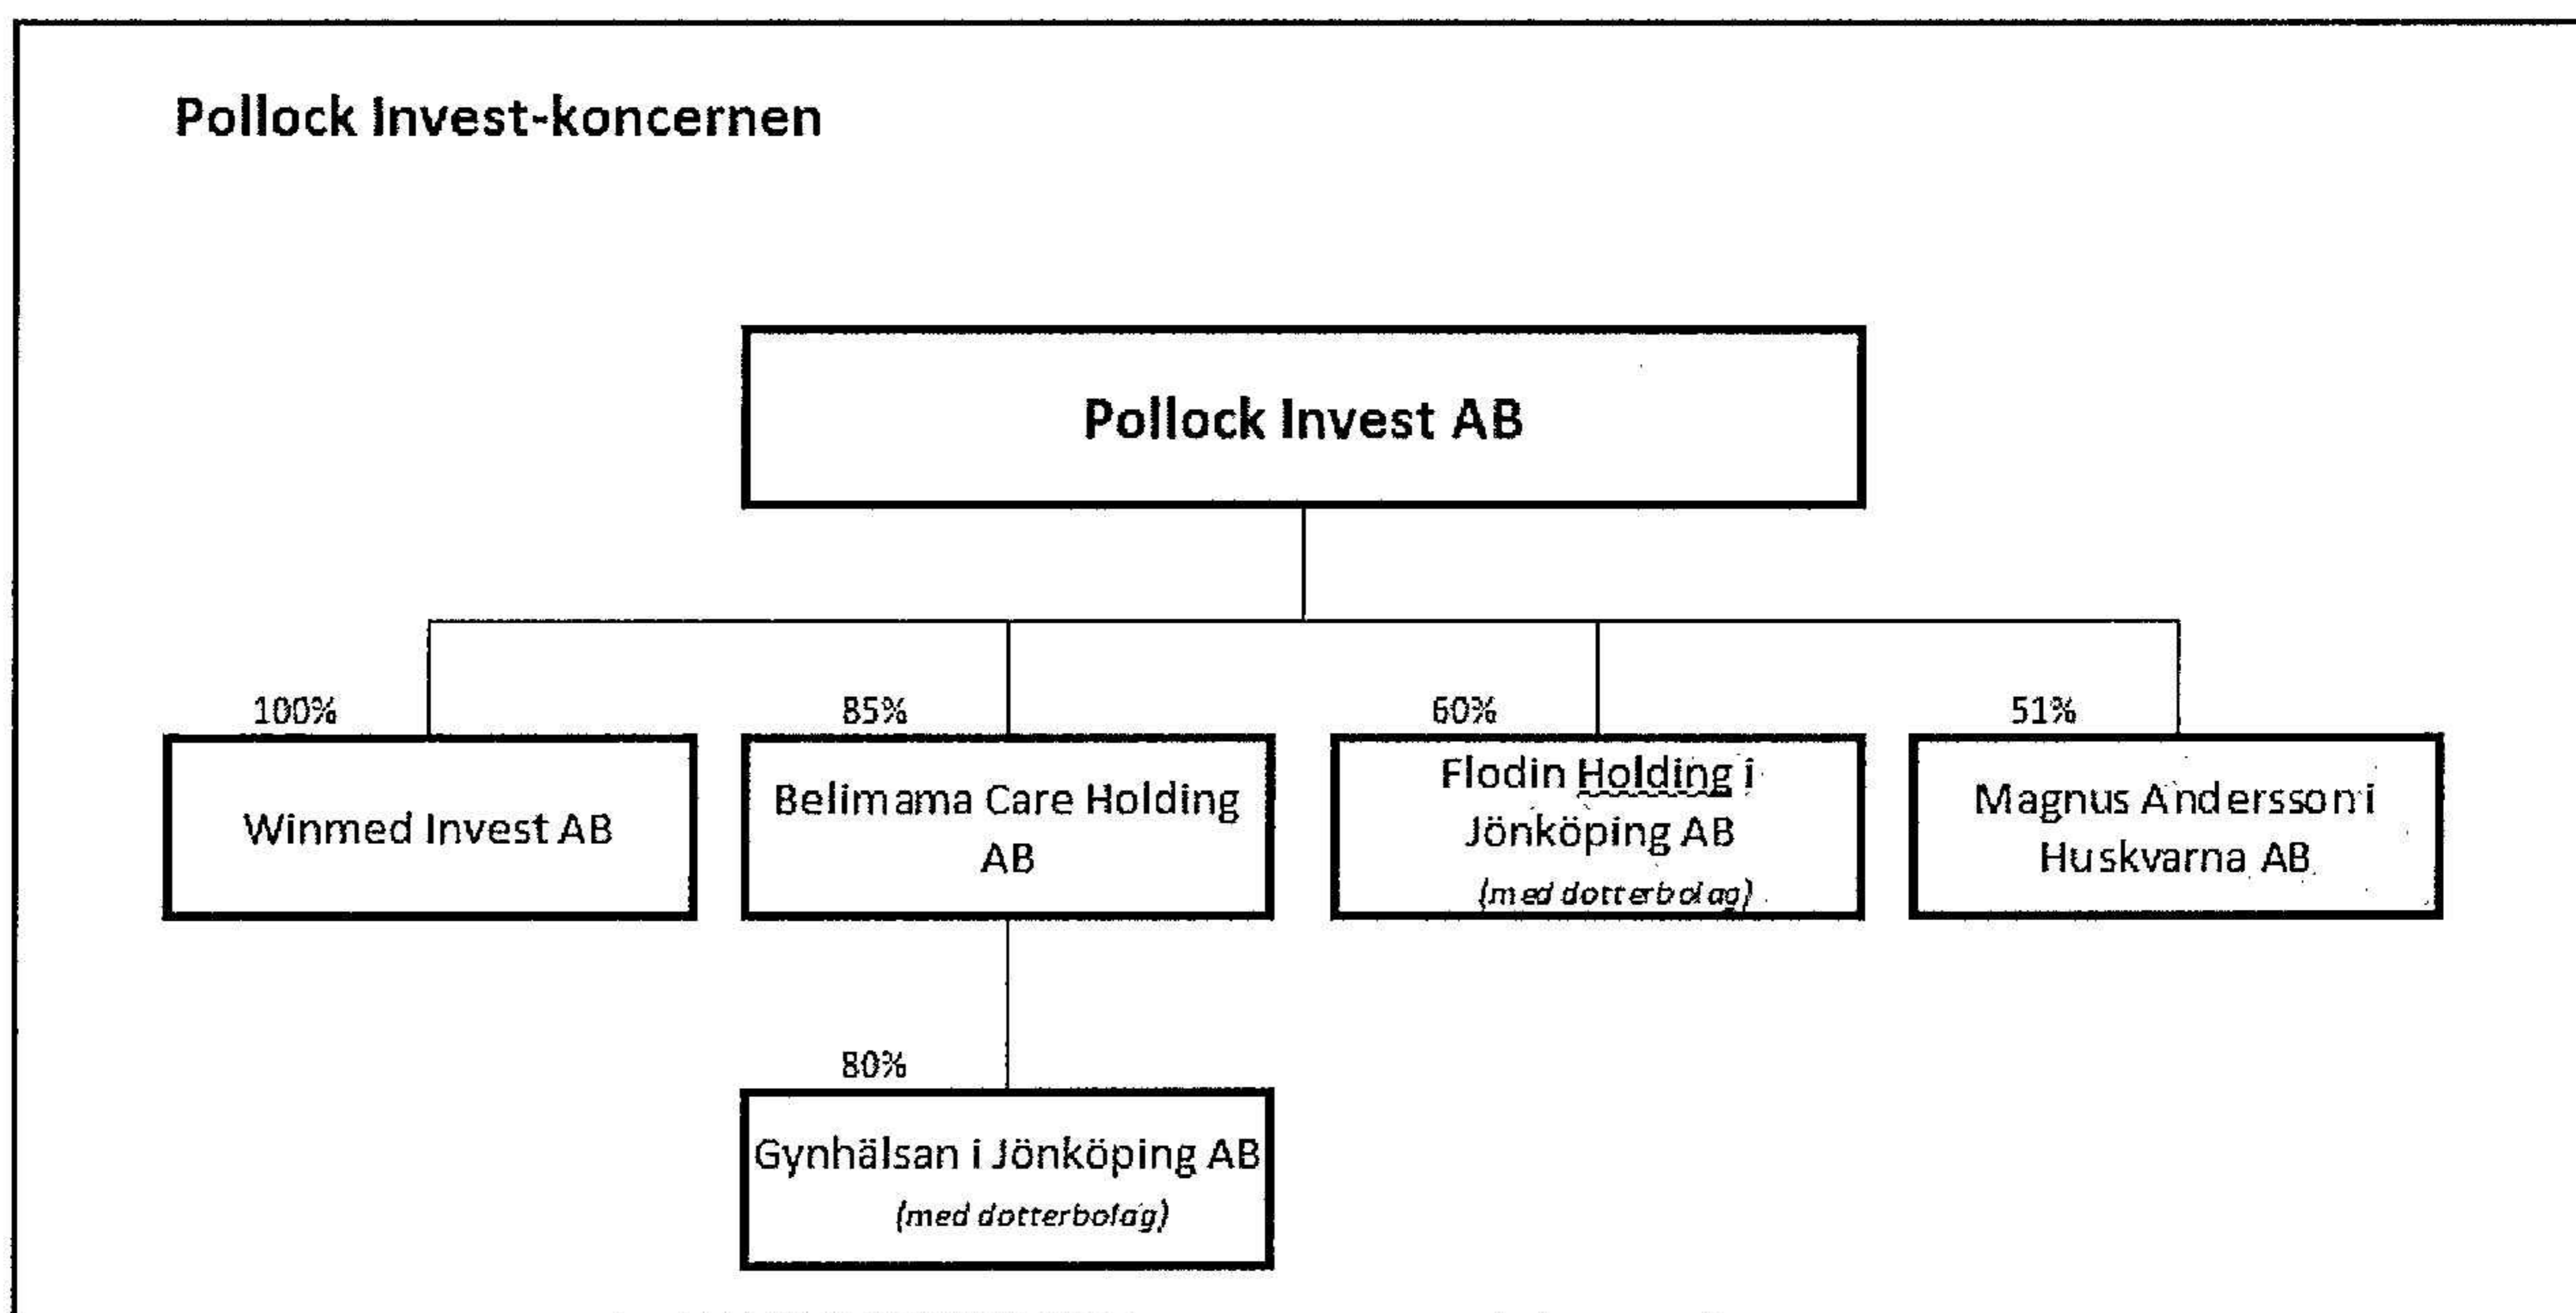 Pollock Invest-koncernen
Pollock Invest AB
100%
85%
60%
51%
Winmed Invest AB
Belimama Care Holding
AB
Flodin Holding i
Jönköping AB
(med dotterbolag)
Magnus Andersson i
Huskvarna AB
80%
Gynhälsan i Jönköping AB
(med dotterbolag)